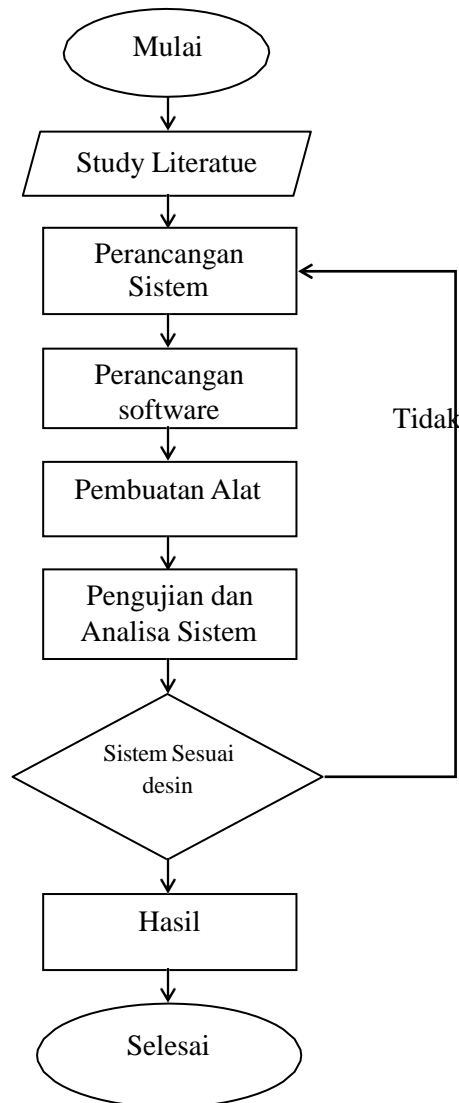 Mulai
Study Literatue
Perancangan
Sistem
Perancangan
software
Tidak
Pembuatan Alat
Pengujian dan
Analisa Sistem
Sistem Sesuai
desin
Hasil
Selesai